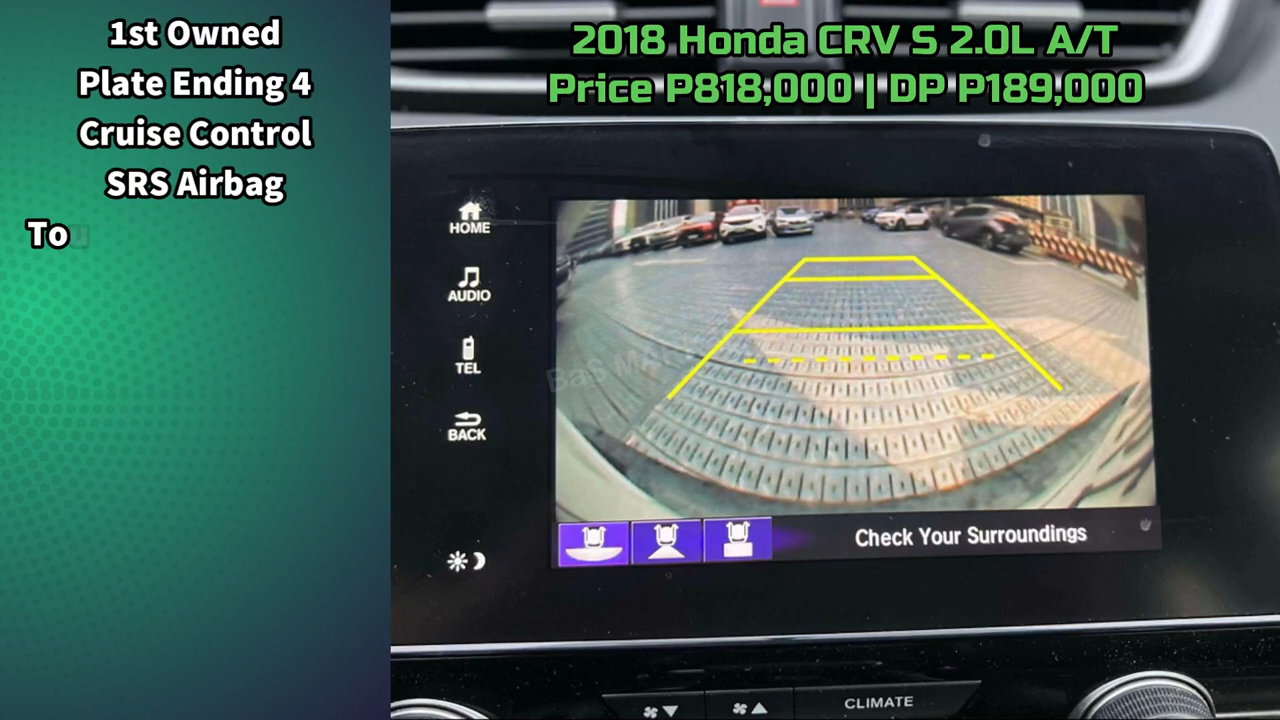 1st Owned
Plate Ending 4
Cruise Control
SRS Airbag
Tou
2018 Honda CRV S 2.0L A/T
Price P818,000 | DP P189,000
HOME
AUDIO
TEL
BACK
Check Your Surroundings
CLIMATE